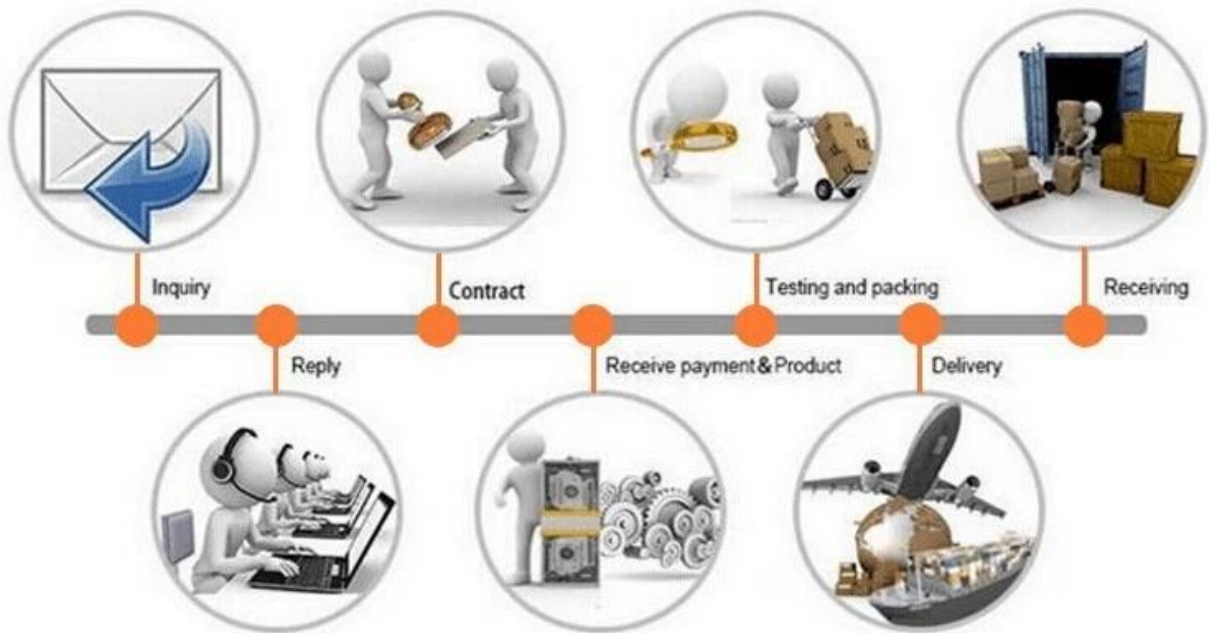 Inquiry
Reply
Contract
Receive payment&Product
Testing and packing
Delivery
Receiving